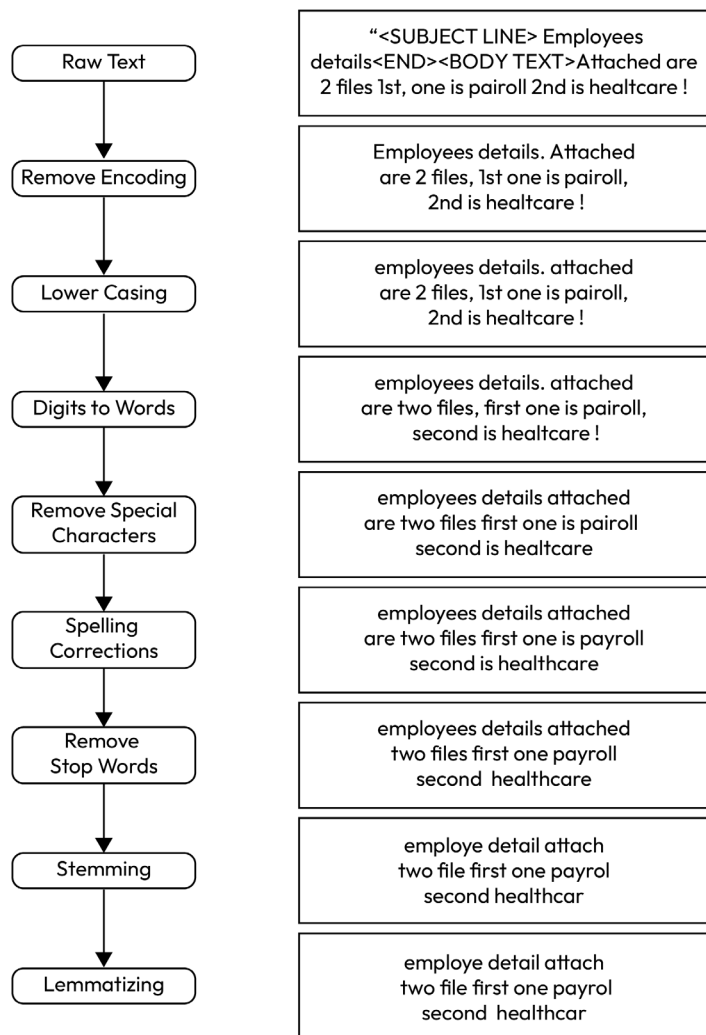 Raw Text
“<SUBJECT LINE> Employees
details<END><BODY TEXT>Attached are
2 files 1st, one is pairoll 2nd is healtcare !
Remove Encoding
Employees details. Attached
are 2 files, 1st one is pairoll,
2nd is healtcare !
Lower Casing
employees details. attached
are 2 files, 1st one is pairoll,
2nd is healtcare !
Digits to Words
employees details. attached
are two files, first one is pairoll,
second is healtcare !
Remove Special
Characters
employees details attached
are two files first one is pairoll
second is healtcare
Spelling
Corrections
employees details attached
are two files first one is payroll
second is healthcare
Remove
Stop Words
employees details attached
two files first one payroll
second healthcare
Stemming
employe detail attach
two file first one payrol
second healthcar
Lemmatizing
employe detail attach
two file first one payrol
second healthcar